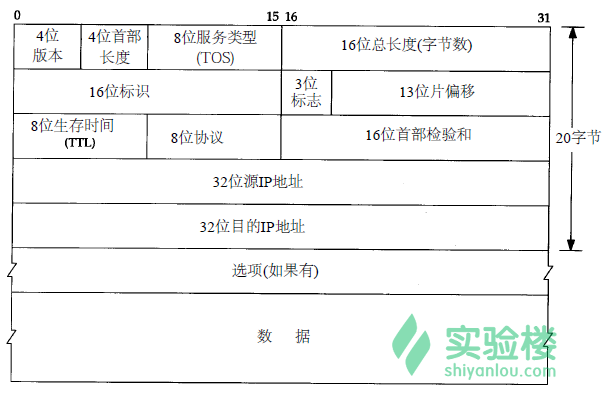 0 15 16 31
4位
版本
4位首部
长度
8位服务类型
(TOS)
16位总长度(字节数)
16位标识
3位
标志
13位片偏移
8位生存时间
(TTL)
8位协议
16位首部检验和
20字节
32位源IP地址
32位目的IP地址
选项(如果有)
数 据
实验楼
shiyanlou.com